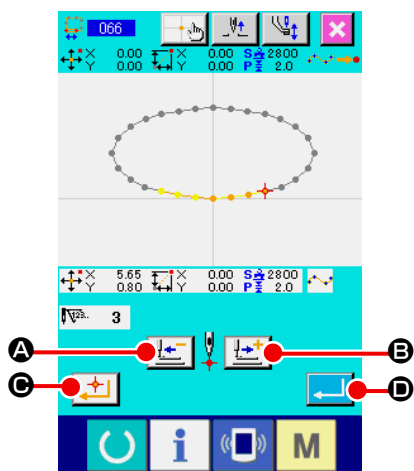 066
X 0.00 X 0.00 S 2800
Y 0.00 Y 0.00 P 2.0
X 5.65 X 0.00 S 2800
Y 0.80 Y 0.00 P 2.0
123.. 3
A B
C D
i M